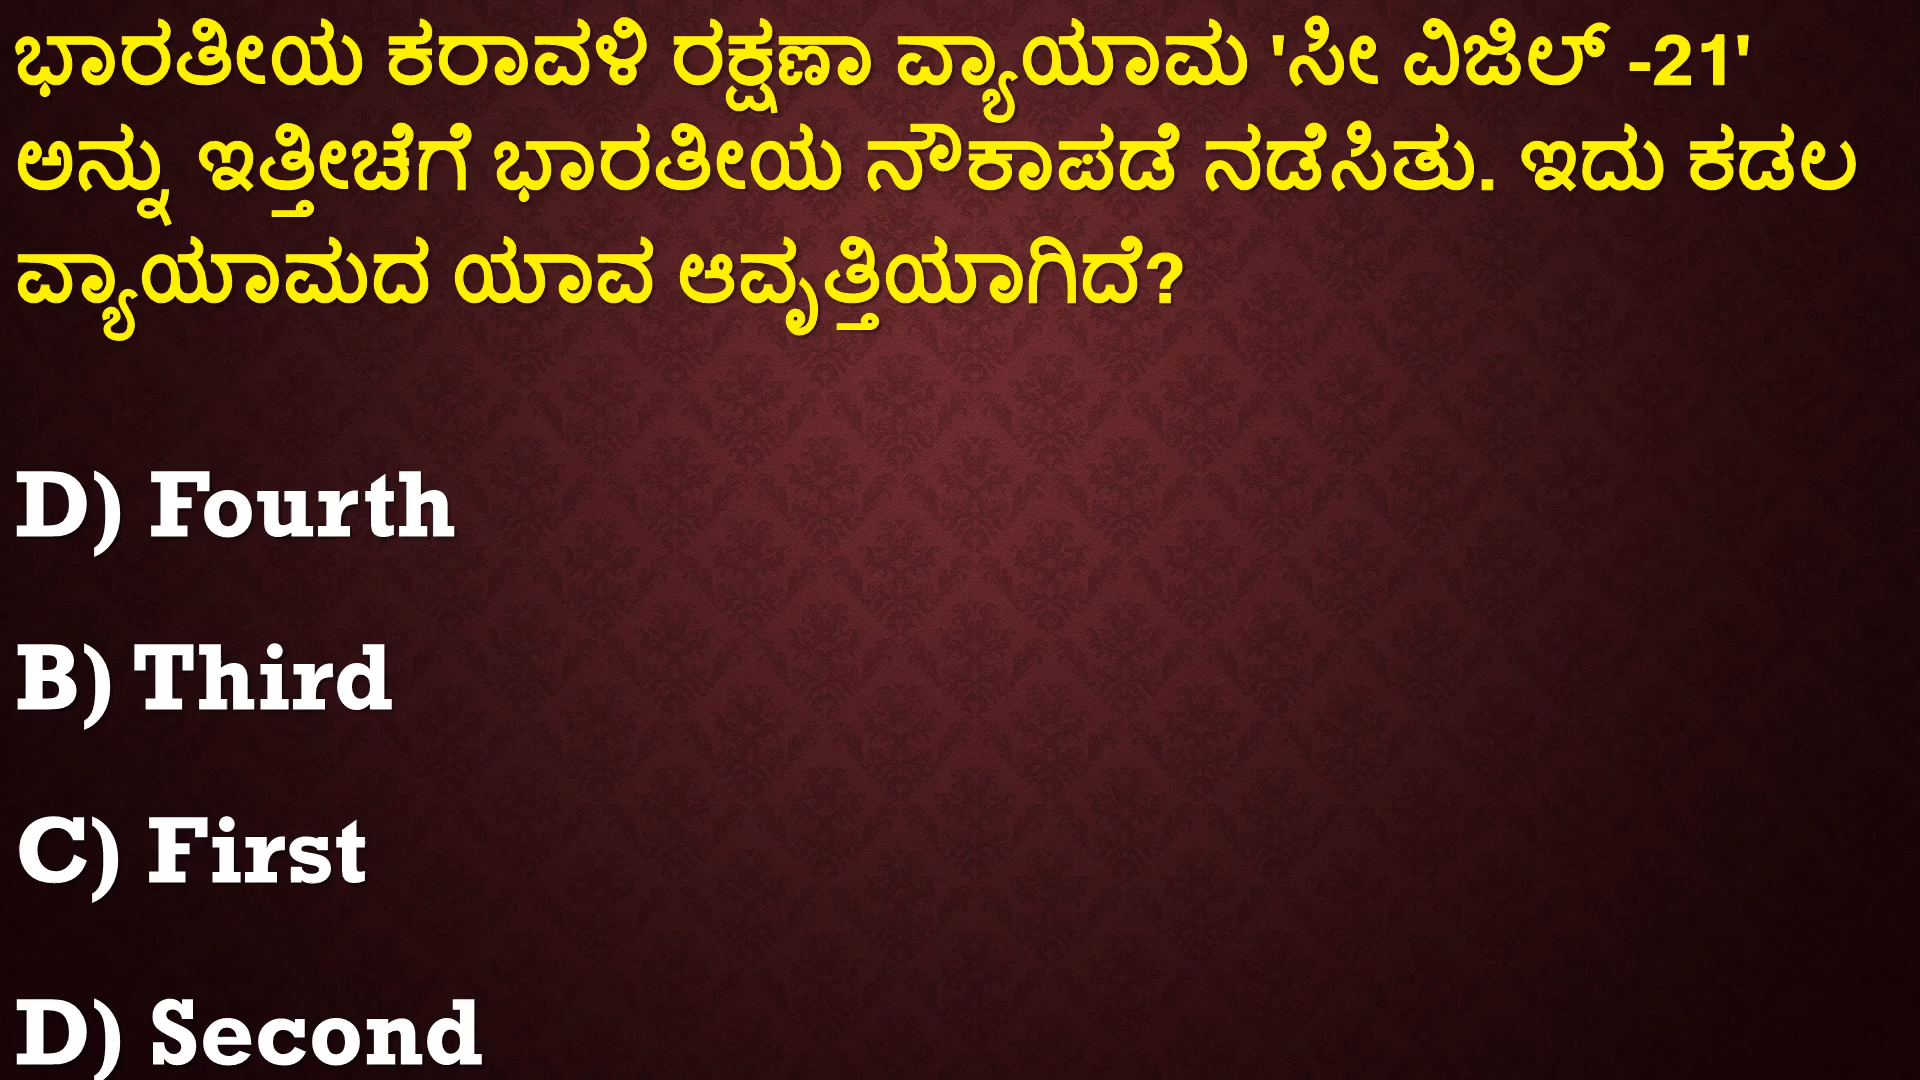 ಭಾರತೀಯ ಕರಾವಳಿ ರಕ್ಷಣಾ ವ್ಯಾಯಾಮ 'ಸೀ ವಿಜಿಲ್ -21'
ಅನ್ನು ಇತ್ತೀಚೆಗೆ ಭಾರತೀಯ ನೌಕಾಪಡೆ ನಡೆಸಿತು. ಇದು ಕಡಲ
ವ್ಯಾಯಾಮದ ಯಾವ ಆವೃತ್ತಿಯಾಗಿದೆ?
D) Fourth
B) Third
C) First
D) Second